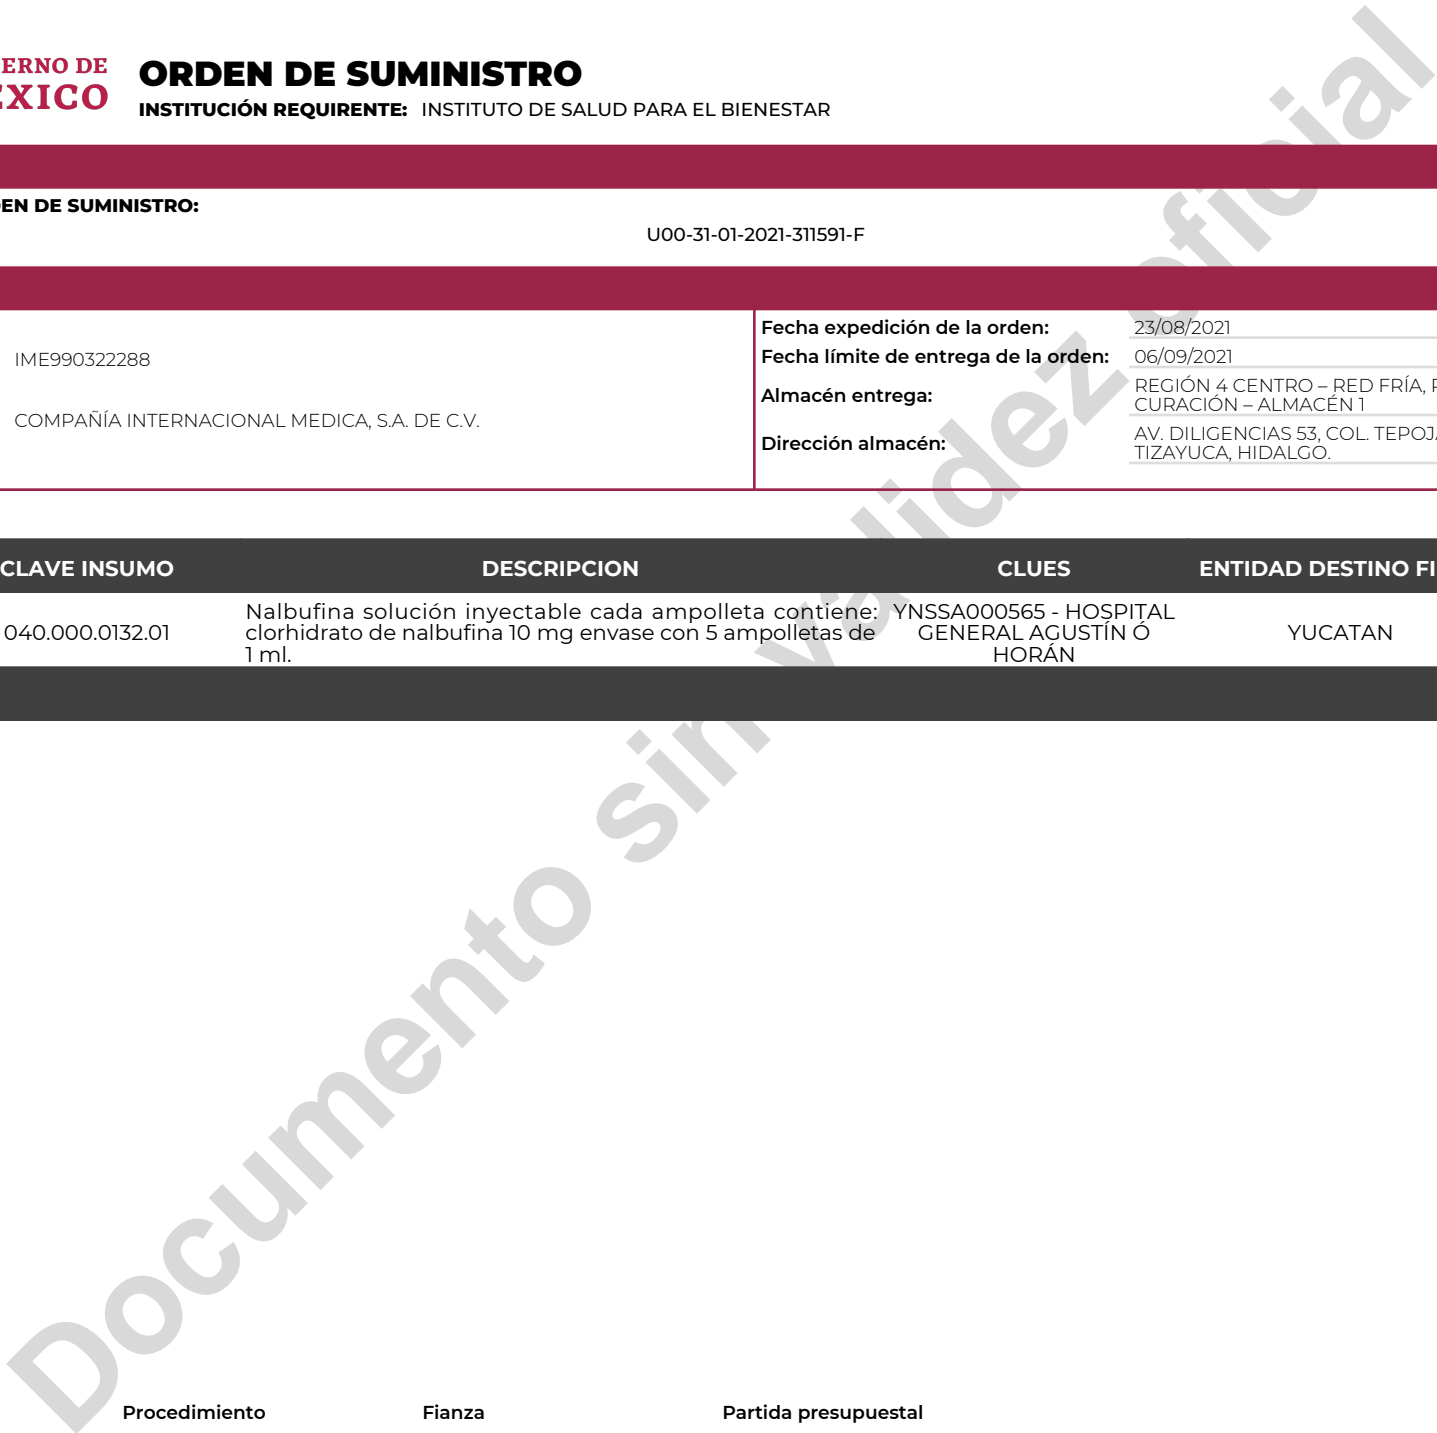 ERNO DE
EXICO
ORDEN DE SUMINISTRO
INSTITUCIÓN REQUIRENTE: INSTITUTO DE SALUD PARA EL BIENESTAR
EN DE SUMINISTRO:
U00-31-01-2021-311591-F
IME990322288
COMPAÑÍA INTERNACIONAL MEDICA, S.A. DE C.V.
Fecha expedición de la orden: 23/08/2021
Fecha límite de entrega de la orden: 06/09/2021
Almacén entrega: REGIÓN 4 CENTRO – RED FRÍA,
CURACIÓN – ALMACÉN 1
Dirección almacén: AV. DILIGENCIAS 53, COL. TEPOJ
TIZAYUCA, HIDALGO.
CLAVE INSUMO DESCRIPCION CLUES ENTIDAD DESTINO FI
040.000.0132.01
Nalbufina solución inyectable cada ampolleta contiene:
clorhidrato de nalbufina 10 mg envase con 5 ampolletas de
1 ml.
YNSSA000565 - HOSPITAL
GENERAL AGUSTÍN Ó
HORÁN
YUCATAN
Documento sin validez oficial
Procedimiento Fianza Partida presupuestal